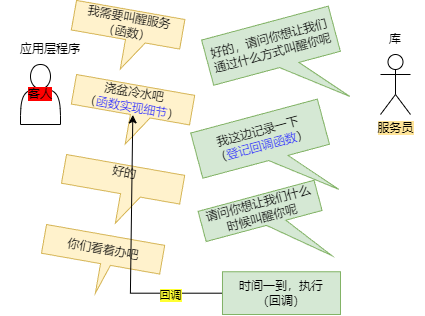 我需要叫醒服务
（函数）
好的，请问你想让我们
通过什么方式叫醒你呢
库
应用层程序
客人
浇盆冷水吧
（函数实现细节）
服务员
我这边记录一下
（登记回调函数）
好的
请问你想让我们什么
时候叫醒你呢
你们看着办吧
回调
时间一到，执行
（回调）